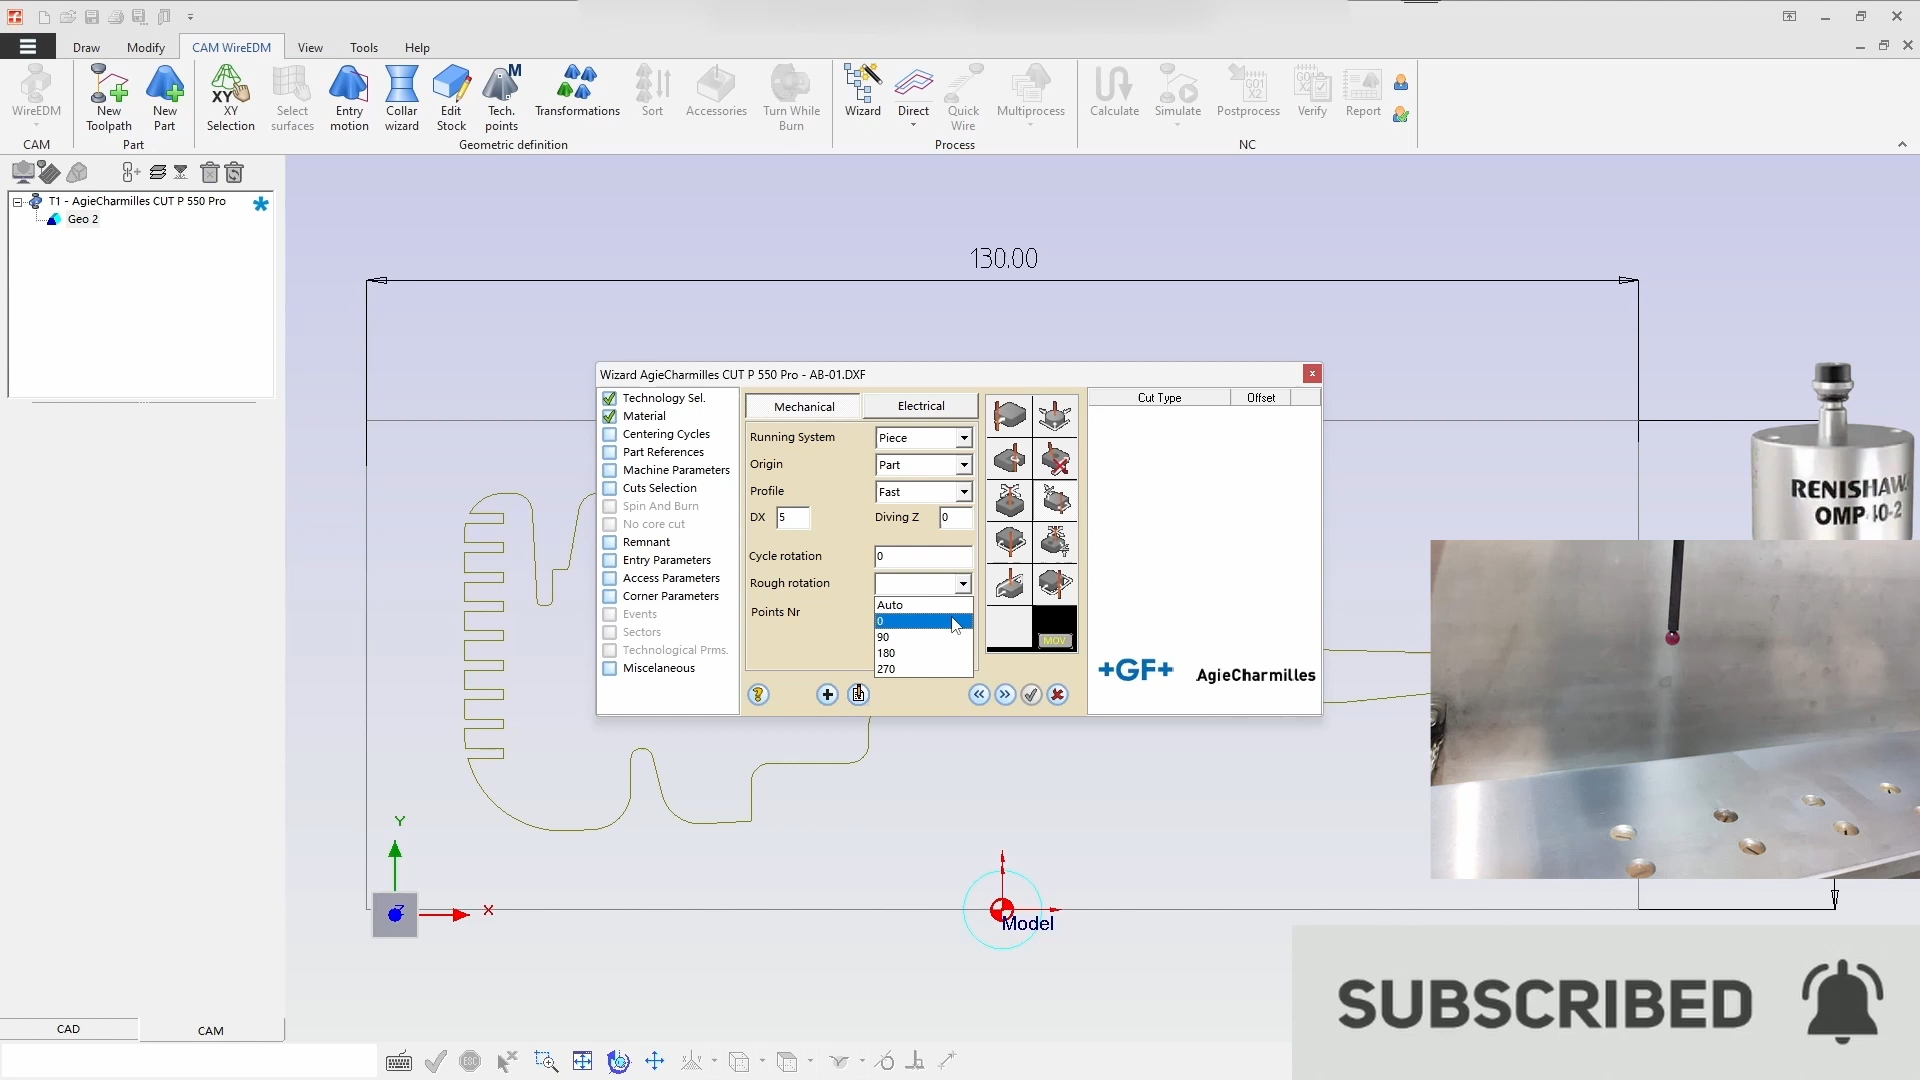 Draw
Modify
CAM WireEDM
View
Tools
Help
WireEDM
New Toolpath
New Part
XY Selection
Select surfaces
Entry motion
Collar wizard
Edit Stock
Tech. points
Transformations
Sort
Accessories
Turn While Burn
Wizard
Direct
Quick Wire
Multiprocess
Calculate
Simulate
Postprocess
Verify
Report
CAM
Part
Geometric definition
Process
NC
T1 - AgieCharmilles CUT P 550 Pro
Geo 2
130.00
Wizard AgieCharmilles CUT P 550 Pro - AB-01.DXF
Technology Sel.
Material
Centering Cycles
Part References
Machine Parameters
Cuts Selection
Spin And Burn
No core cut
Remnant
Entry Parameters
Access Parameters
Corner Parameters
Events
Sectors
Technological Prms.
Miscelaneous
Mechanical
Electrical
Running System
Piece
Origin
Part
Profile
Fast
DX
5
Diving Z
0
Cycle rotation
0
Rough rotation
Points Nr
Auto
0
90
180
270
MOV
Cut Type
Offset
+GF+
AgieCharmilles
RENISHAW
OMP 40-2
Y
Z
X
Model
SUBSCRIBED
CAD
CAM
ESC